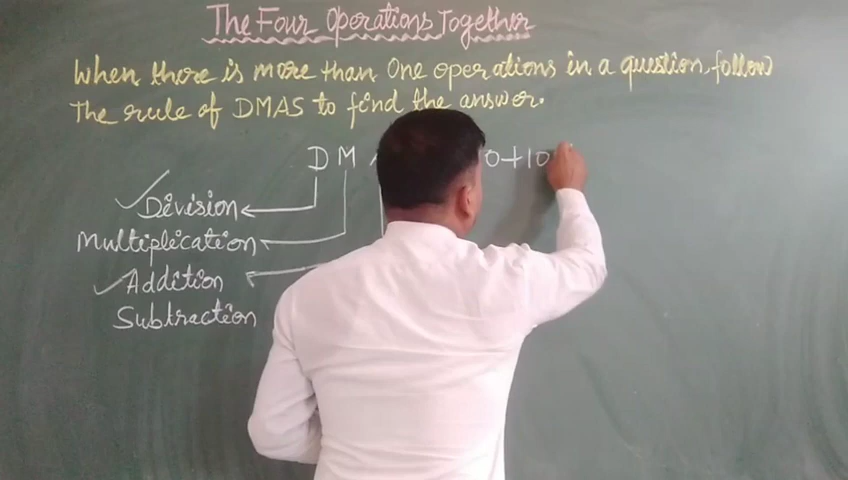 The Four Operations Together
When there is more than One operations in a question, follow
The rule of DMAS to find the answer.
D M 0+10
Division
Multiplication
Addition
Subtraction